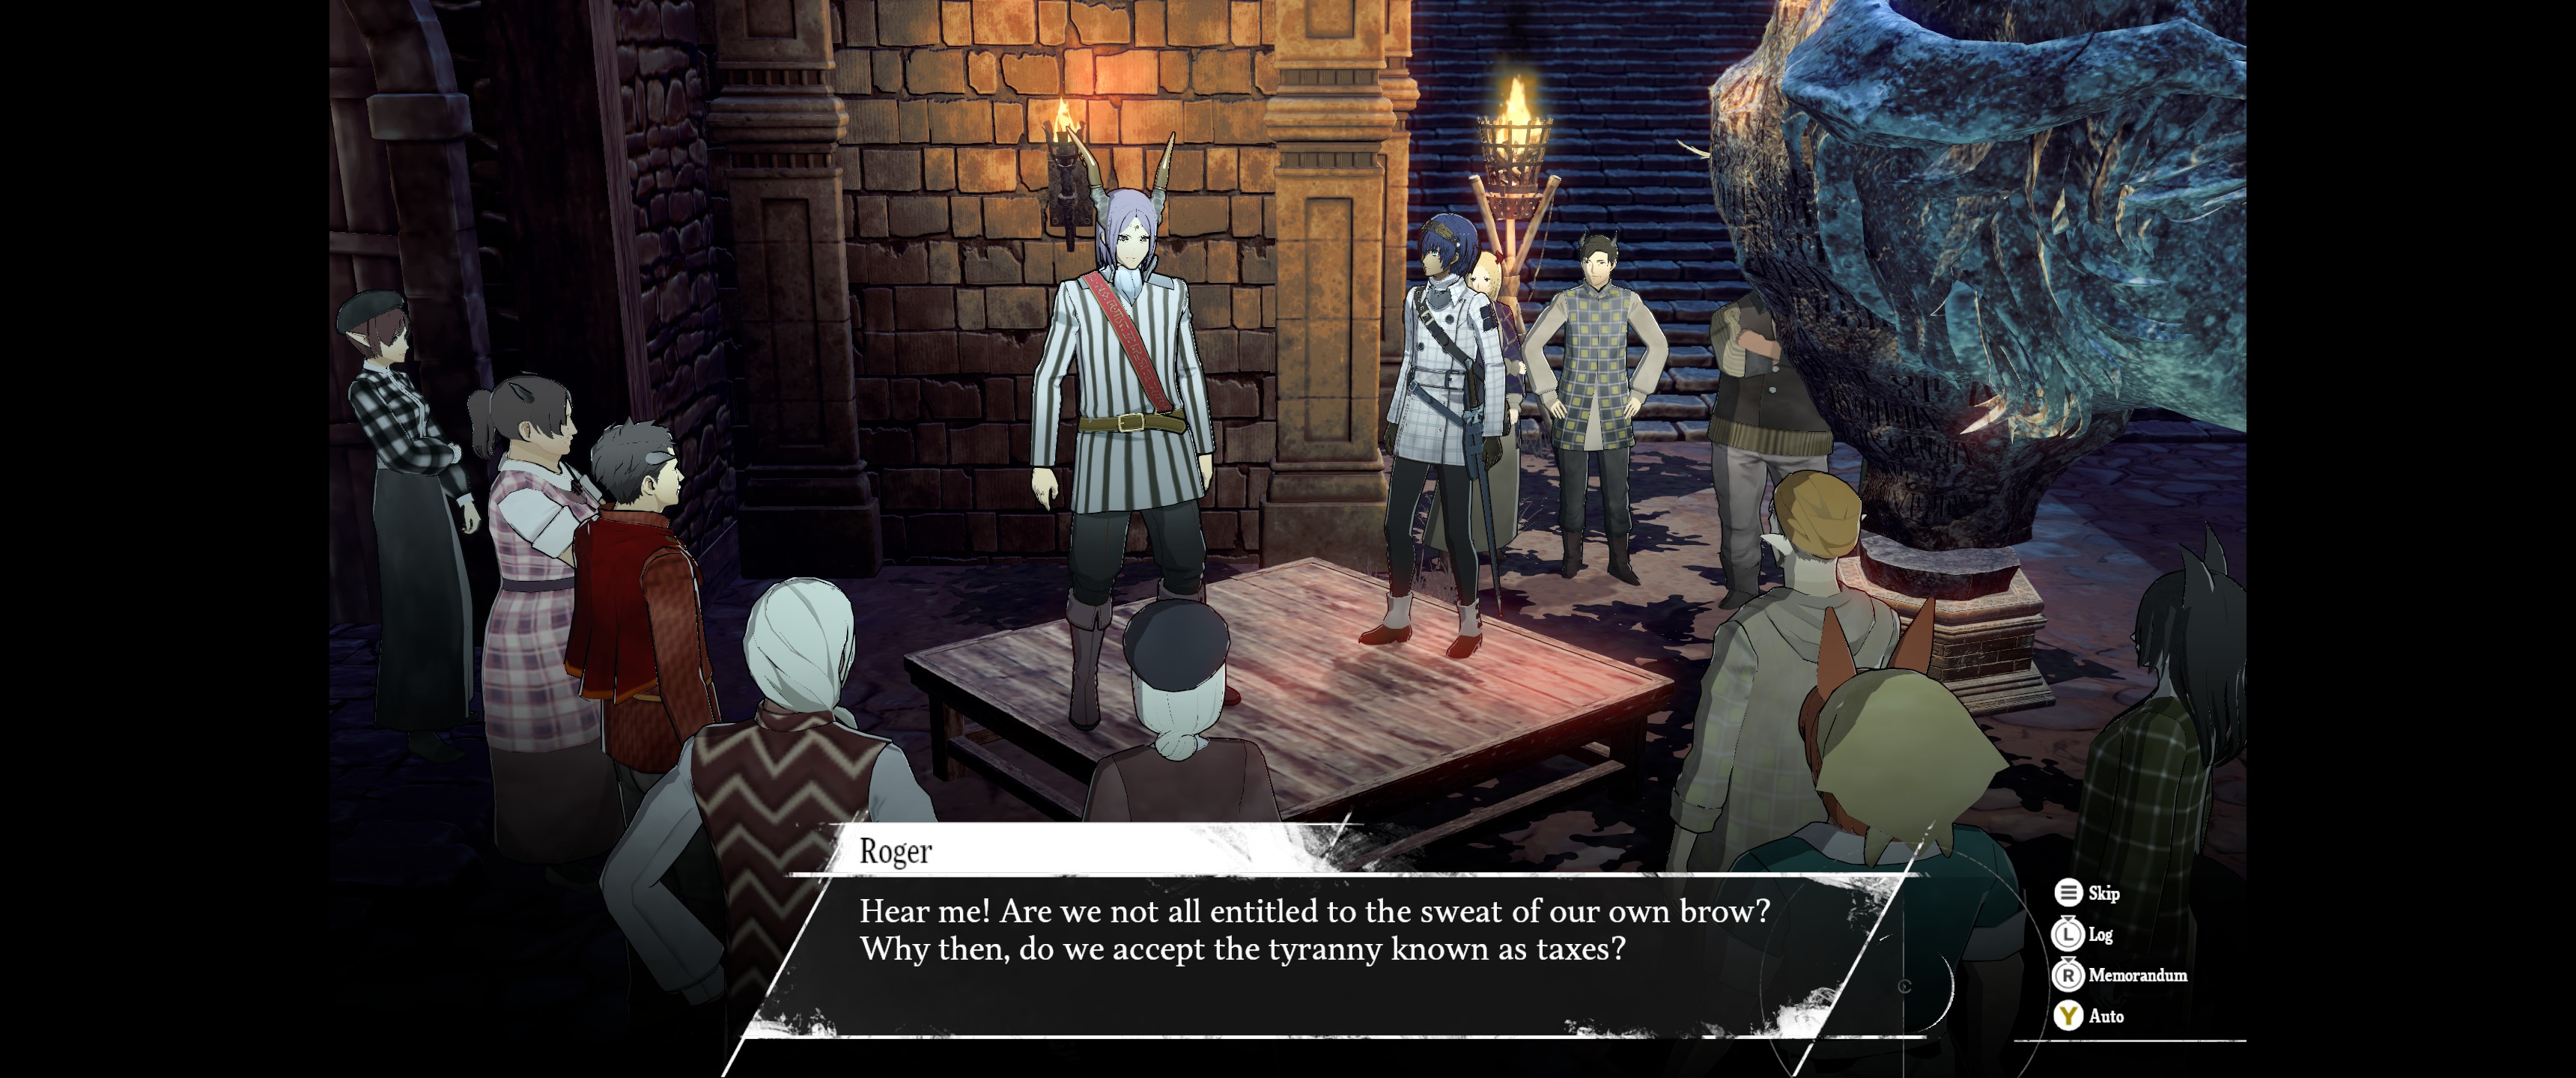 Roger
Hear me! Are we not all entitled to the sweat of our own brow?
Why then, do we accept the tyranny known as taxes?
Skip
L Log
R Memorandum
Y Auto